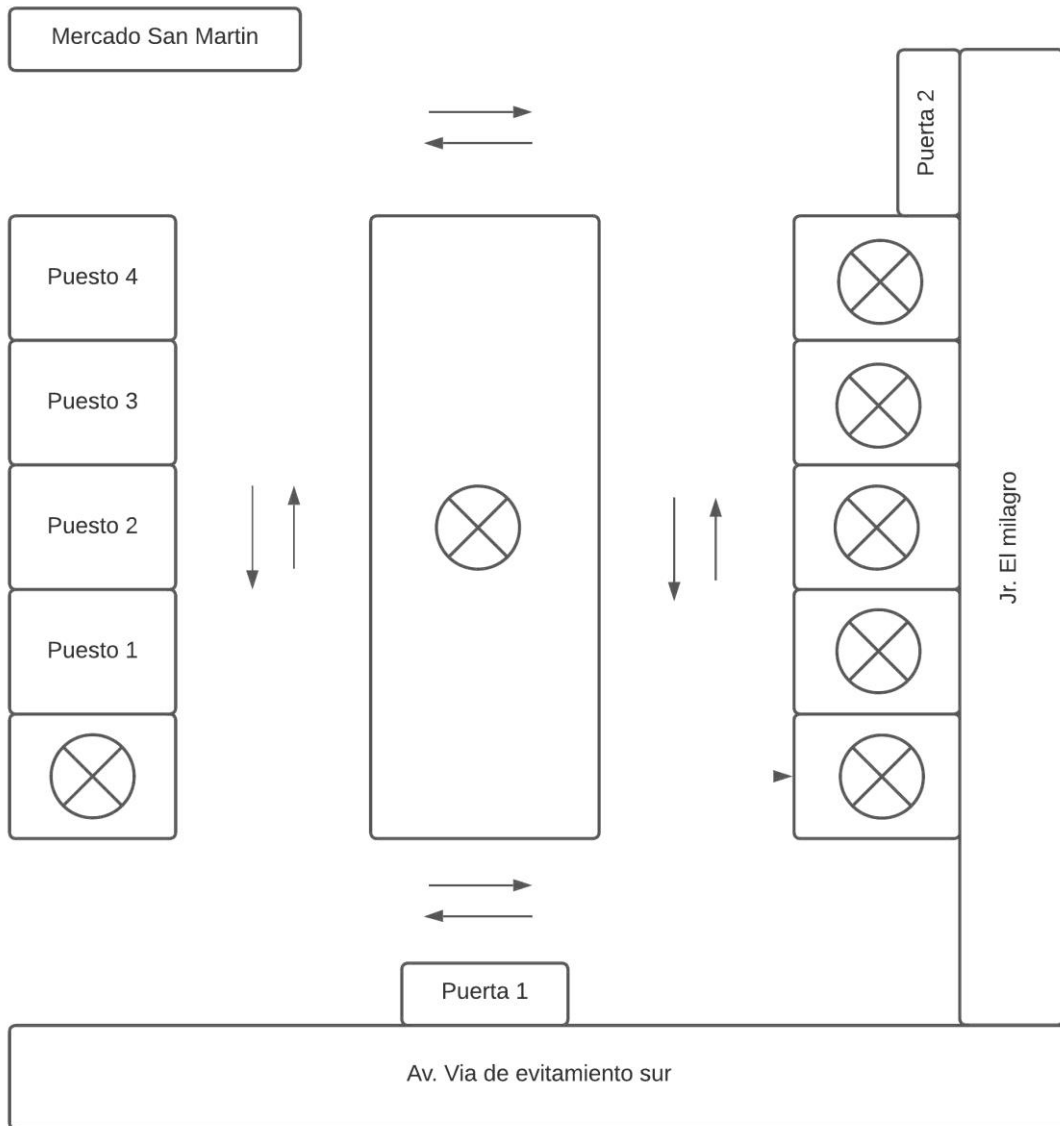 Mercado San Martin
Puerta 2
Puesto 4
Puesto 3
Puesto 2
Puesto 1
Jr. El milagro
Puerta 1
Av. Via de evitamiento sur